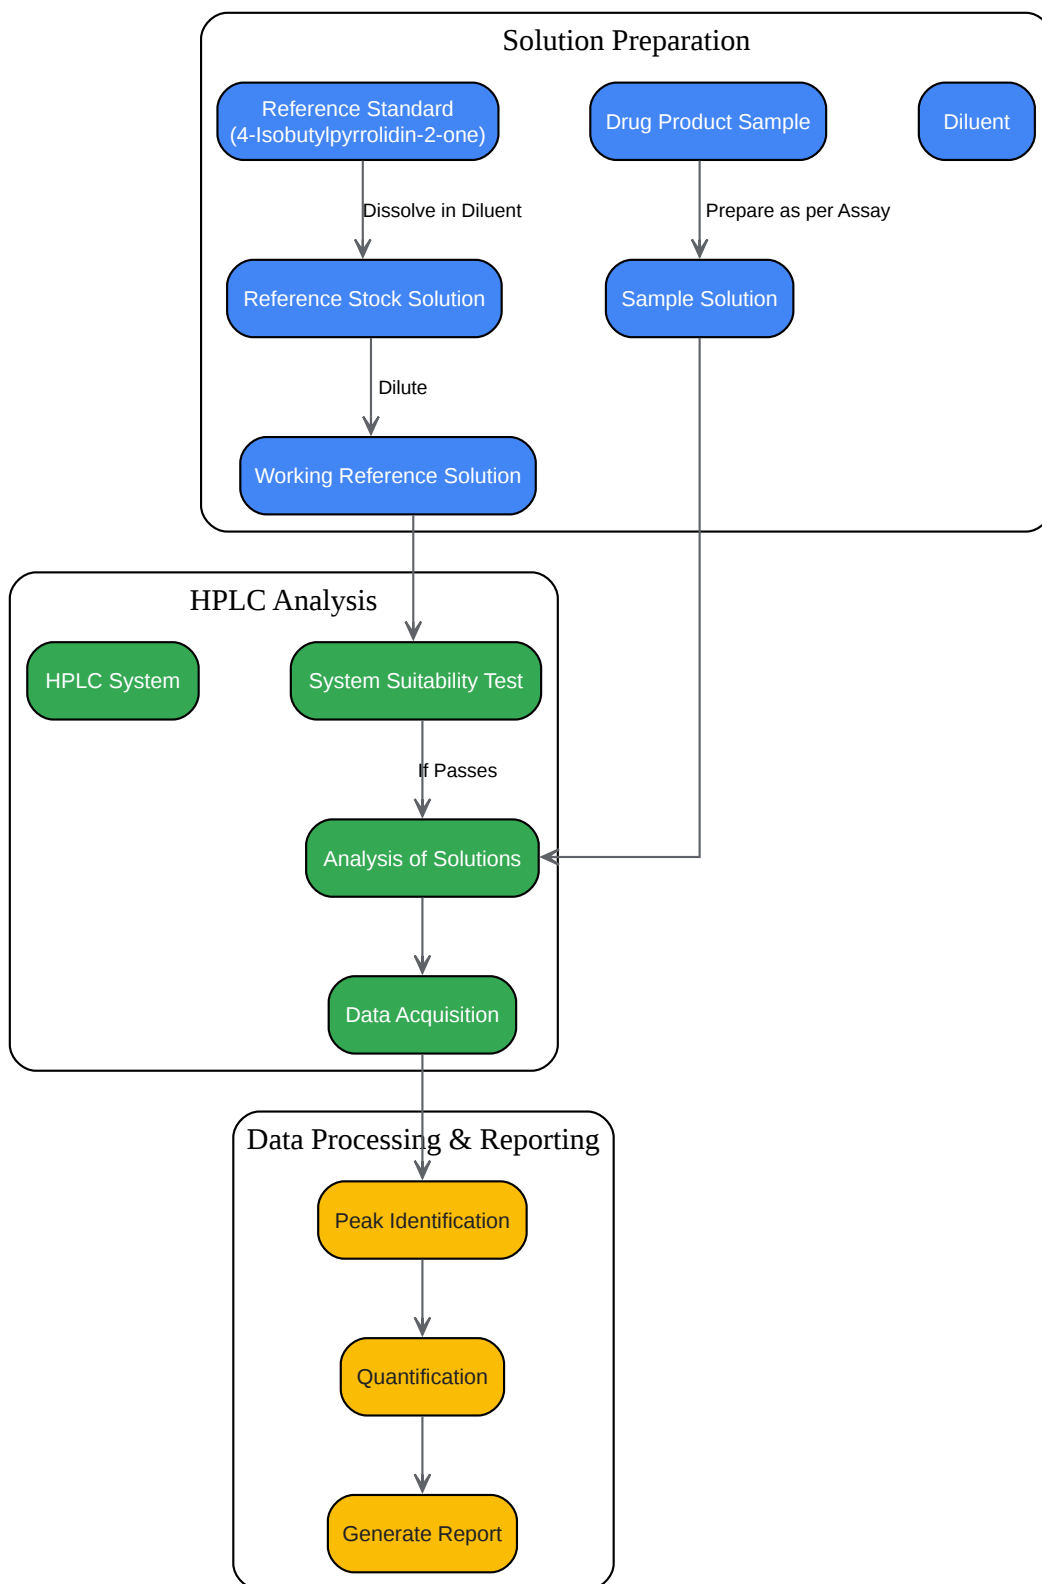 Solution Preparation
Reference Standard
(4-Isobutylpyrrolidin-2-one)
Drug Product Sample
Diluent
Dissolve in Diluent
Prepare as per Assay
Reference Stock Solution
Sample Solution
Dilute
Working Reference Solution
HPLC Analysis
HPLC System
System Suitability Test
If Passes
Analysis of Solutions
Data Acquisition
Data Processing & Reporting
Peak Identification
Quantification
Generate Report